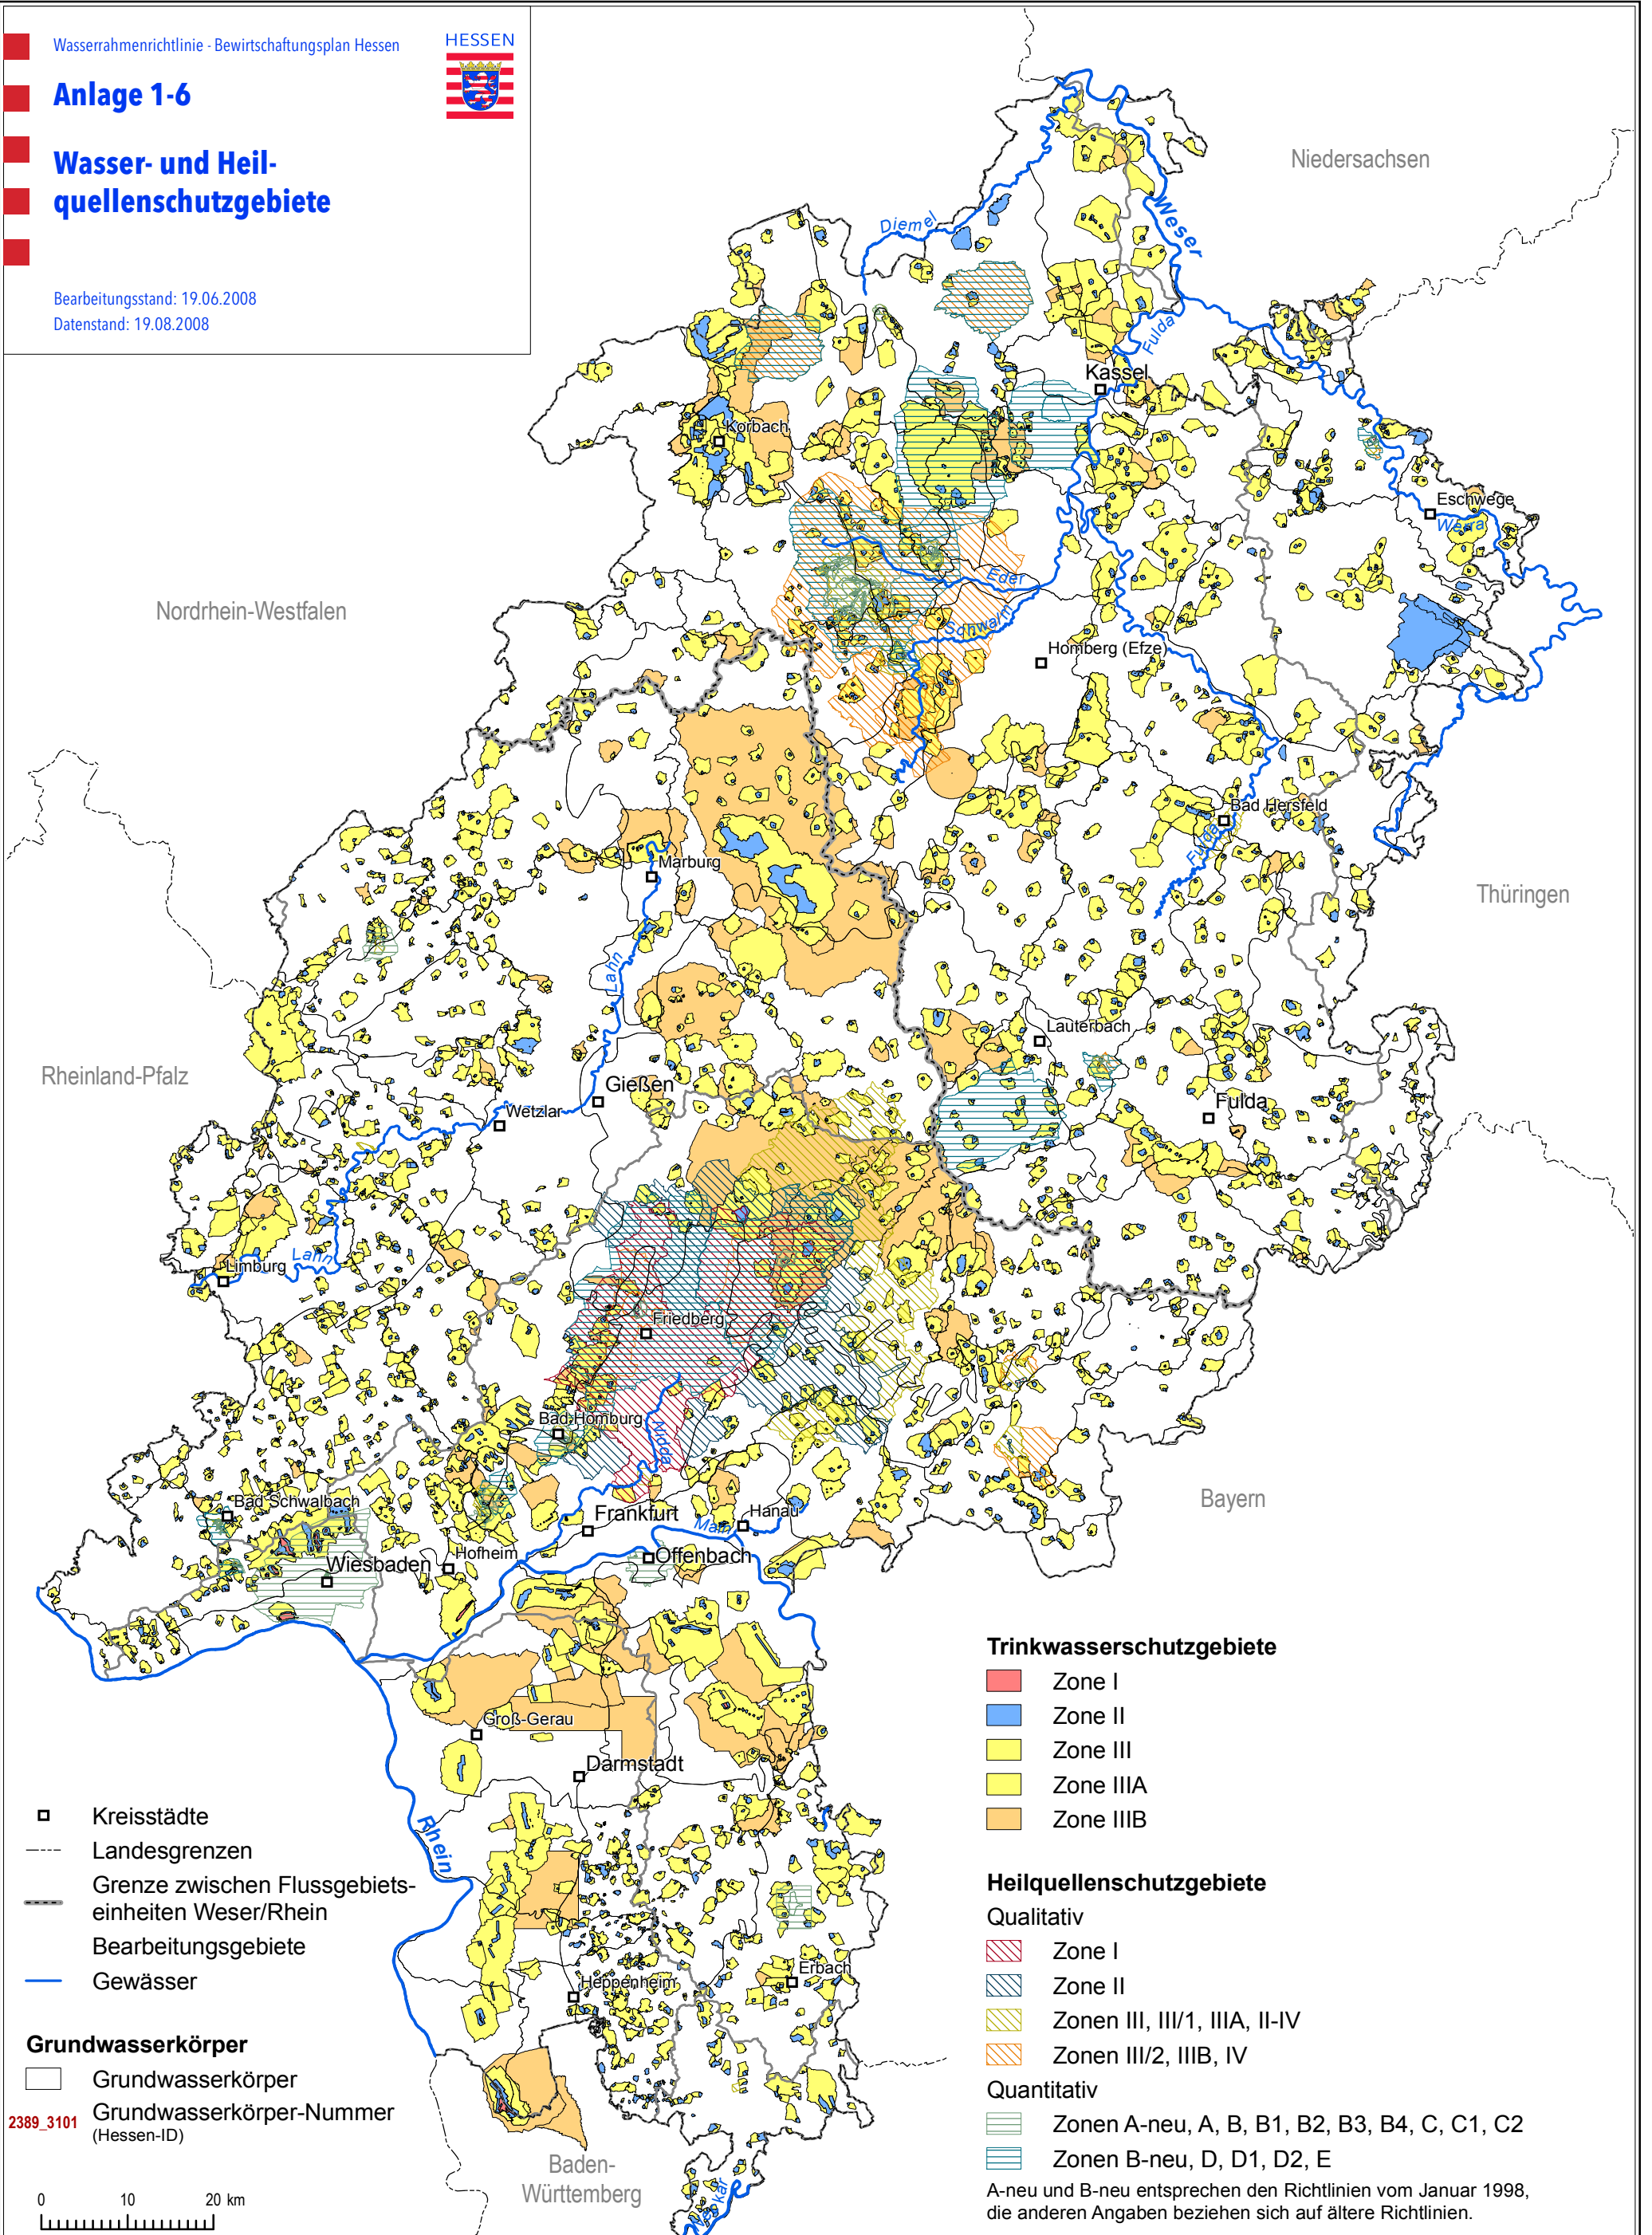 Wasserrahmenrichtlinie - Bewirtschaftungsplan Hessen
HESSEN
Anlage 1-6
Wasser- und Heil-
quellenschutzgebiete
Bearbeitungsstand: 19.06.2008
Datenstand: 19.08.2008
Niedersachsen
Diemel
Weser
Fulda
Kassel
Korbach
Eschwege
Werra
Eder
Nordrhein-Westfalen
Schwalm
Homberg (Efze)
Bad Hersfeld
Fulda
Marburg
Thüringen
Lahn
Lauterbach
Rheinland-Pfalz
Gießen
Fulda
Wetzlar
Lahn
Limburg
Friedberg
Bad Homburg
Nidda
Bayern
Bad Schwalbach
Frankfurt
Hanau
Main
Hofheim
Offenbach
Wiesbaden
Groß-Gerau
Darmstadt
Rhein
Erbach
Heppenheim
Baden-
Württemberg
Neckar
Kreisstädte
Landesgrenzen
Grenze zwischen Flussgebiets-
einheiten Weser/Rhein
Bearbeitungsgebiete
Gewässer
Grundwasserkörper
Grundwasserkörper
2389_3101 Grundwasserkörper-Nummer
(Hessen-ID)
0 10 20 km
Trinkwasserschutzgebiete
Zone I
Zone II
Zone III
Zone IIIA
Zone IIIB
Heilquellenschutzgebiete
Qualitativ
Zone I
Zone II
Zonen III, III/1, IIIA, II-IV
Zonen III/2, IIIB, IV
Quantitativ
Zonen A-neu, A, B, B1, B2, B3, B4, C, C1, C2
Zonen B-neu, D, D1, D2, E
A-neu und B-neu entsprechen den Richtlinien vom Januar 1998,
die anderen Angaben beziehen sich auf ältere Richtlinien.